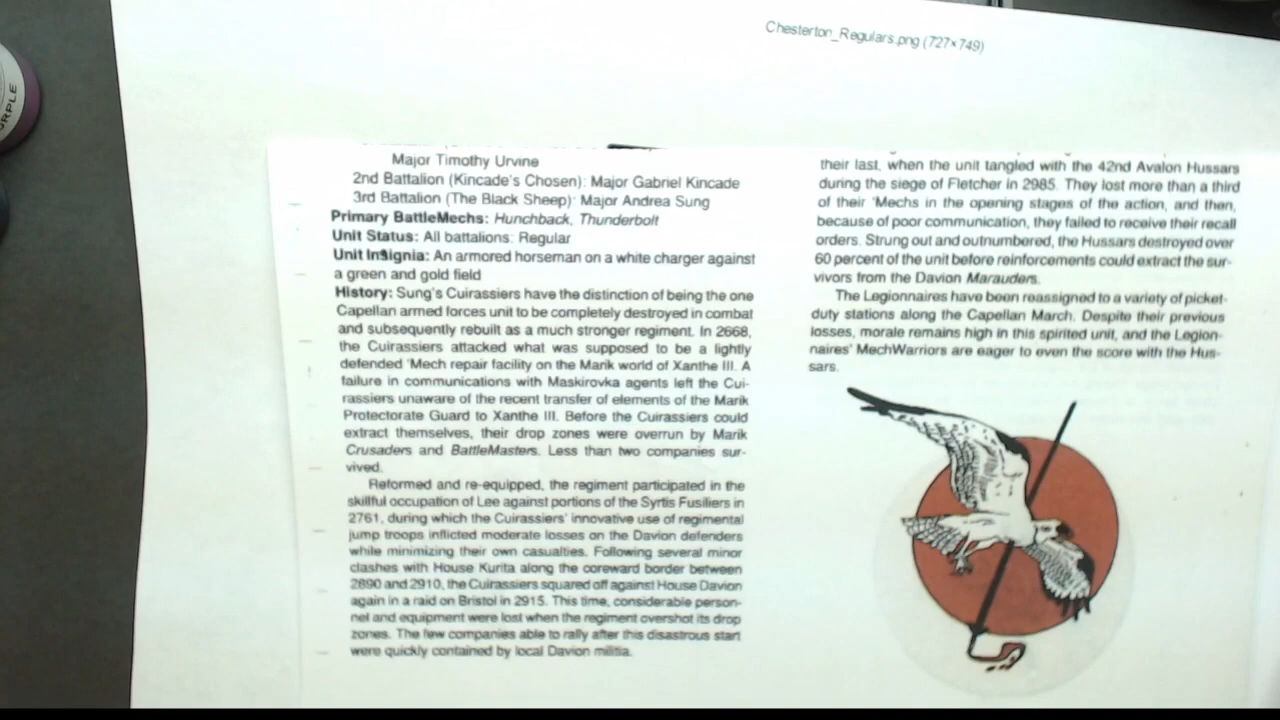 Chesterton_Regulars.png (727×749)
Major Timothy Urvine
2nd Battalion (Kincade's Chosen): Major Gabriel Kincade
3rd Battalion (The Black Sheep): Major Andrea Sung
Primary BattleMechs: Hunchback, Thunderbolt
Unit Status: All battalions: Regular
Unit Insignia: An armored horseman on a white charger against
a green and gold field
History: Sung's Cuirassiers have the distinction of being the one
Capellan armed forces unit to be completely destroyed in combat
and subsequently rebuilt as a much stronger regiment. In 2668,
the Cuirassiers attacked what was supposed to be a lightly
defended 'Mech repair facility on the Marik world of Xanthe III. A
failure in communications with Maskirovka agents left the Cui-
rassiers unaware of the recent transfer of elements of the Marik
Protectorate Guard to Xanthe III. Before the Cuirassiers could
extract themselves, their drop zones were overrun by Marik
Crusaders and BattleMasters. Less than two companies sur-
vived.
Reformed and re-equipped, the regiment participated in the
skillful occupation of Lee against portions of the Syrtis Fusiliers in
2761, during which the Cuirassiers' innovative use of regimental
jump troops inflicted moderate losses on the Davion defenders
while minimizing their own casualties. Following several minor
clashes with House Kurita along the coreward border between
2890 and 2910, the Cuirassiers squared off against House Davion
again in a raid on Bristol in 2915. This time, considerable person-
nel and equipment were lost when the regiment overshot its drop
zones. The few companies able to rally after this disastrous start
were quickly contained by local Davion militia.
their last, when the unit tangled with the 42nd Avalon Hussars
during the siege of Fletcher in 2985. They lost more than a third
of their 'Mechs in the opening stages of the action, and then,
because of poor communication, they failed to receive their recall
orders. Strung out and outnumbered, the Hussars destroyed over
60 percent of the unit before reinforcements could extract the sur-
vivors from the Davion Marauders.
The Legionnaires have been reassigned to a variety of picket-
duty stations along the Capellan March. Despite their previous
losses, morale remains high in this spirited unit, and the Legion-
naires' MechWarriors are eager to even the score with the Hus-
sars.